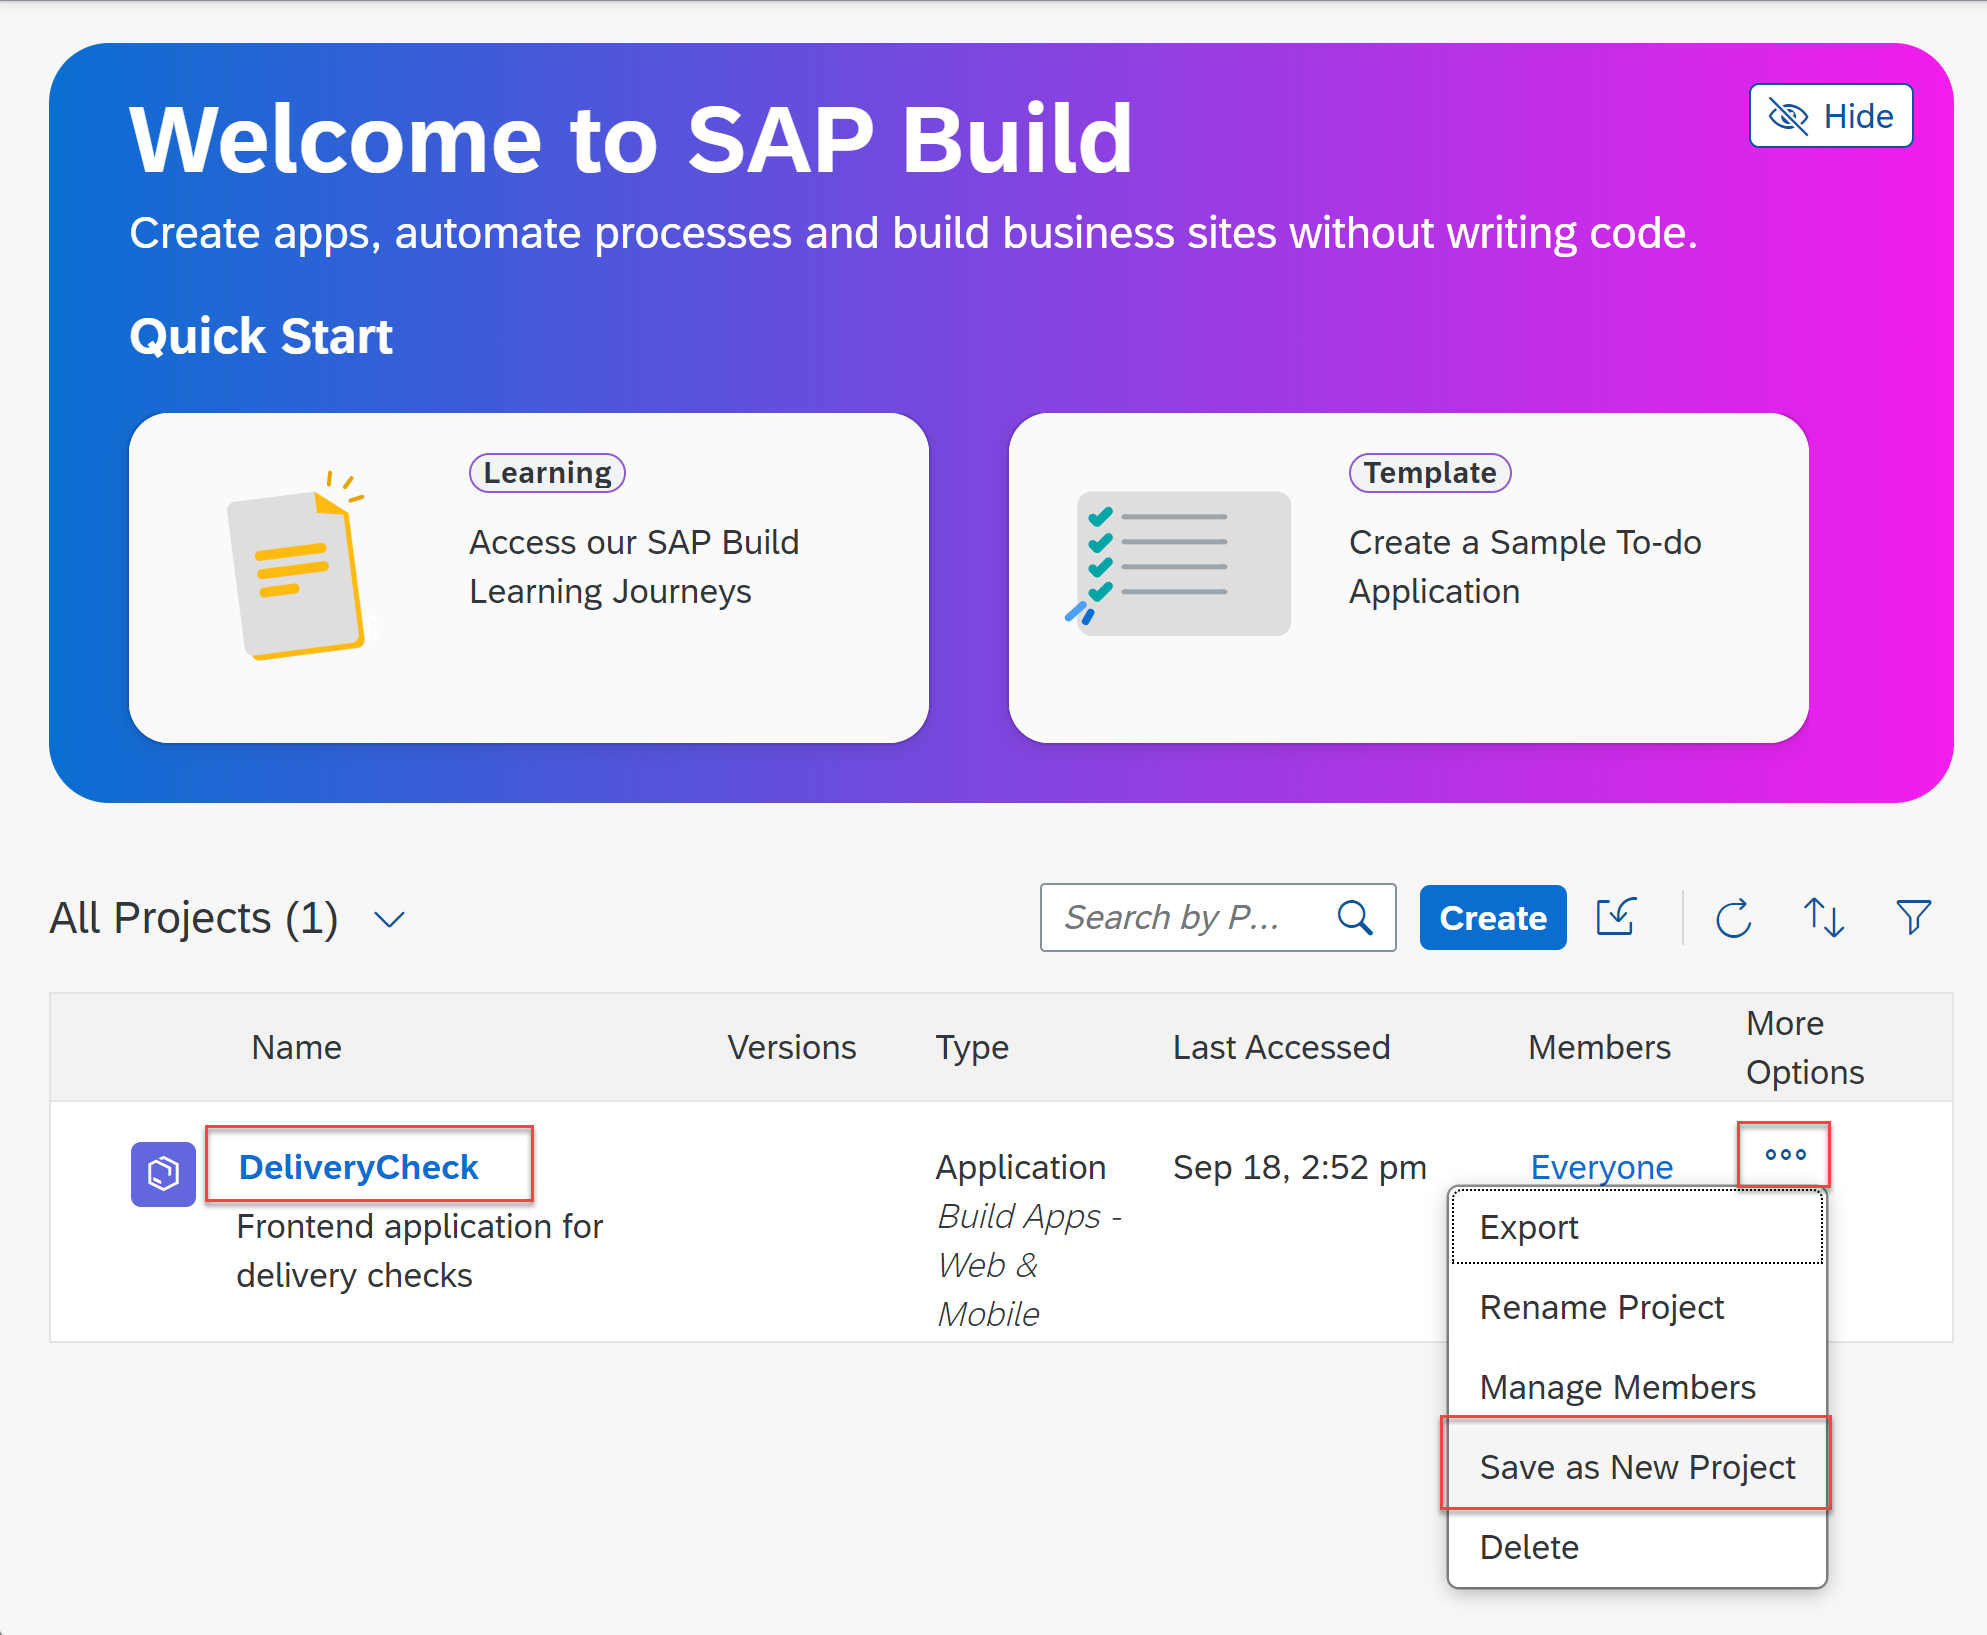 Welcome to SAP Build
Hide
Create apps, automate processes and build business sites without writing code.
Quick Start
Learning
Access our SAP Build
Learning Journeys
Template
Create a Sample To-do
Application
All Projects (1)
Search by P...
Create
Name
Versions
Type
Last Accessed
Members
More
Options
DeliveryCheck
Frontend application for
delivery checks
Application
Build Apps -
Web &
Mobile
Sep 18, 2:52 pm
Everyone
Export
Rename Project
Manage Members
Save as New Project
Delete